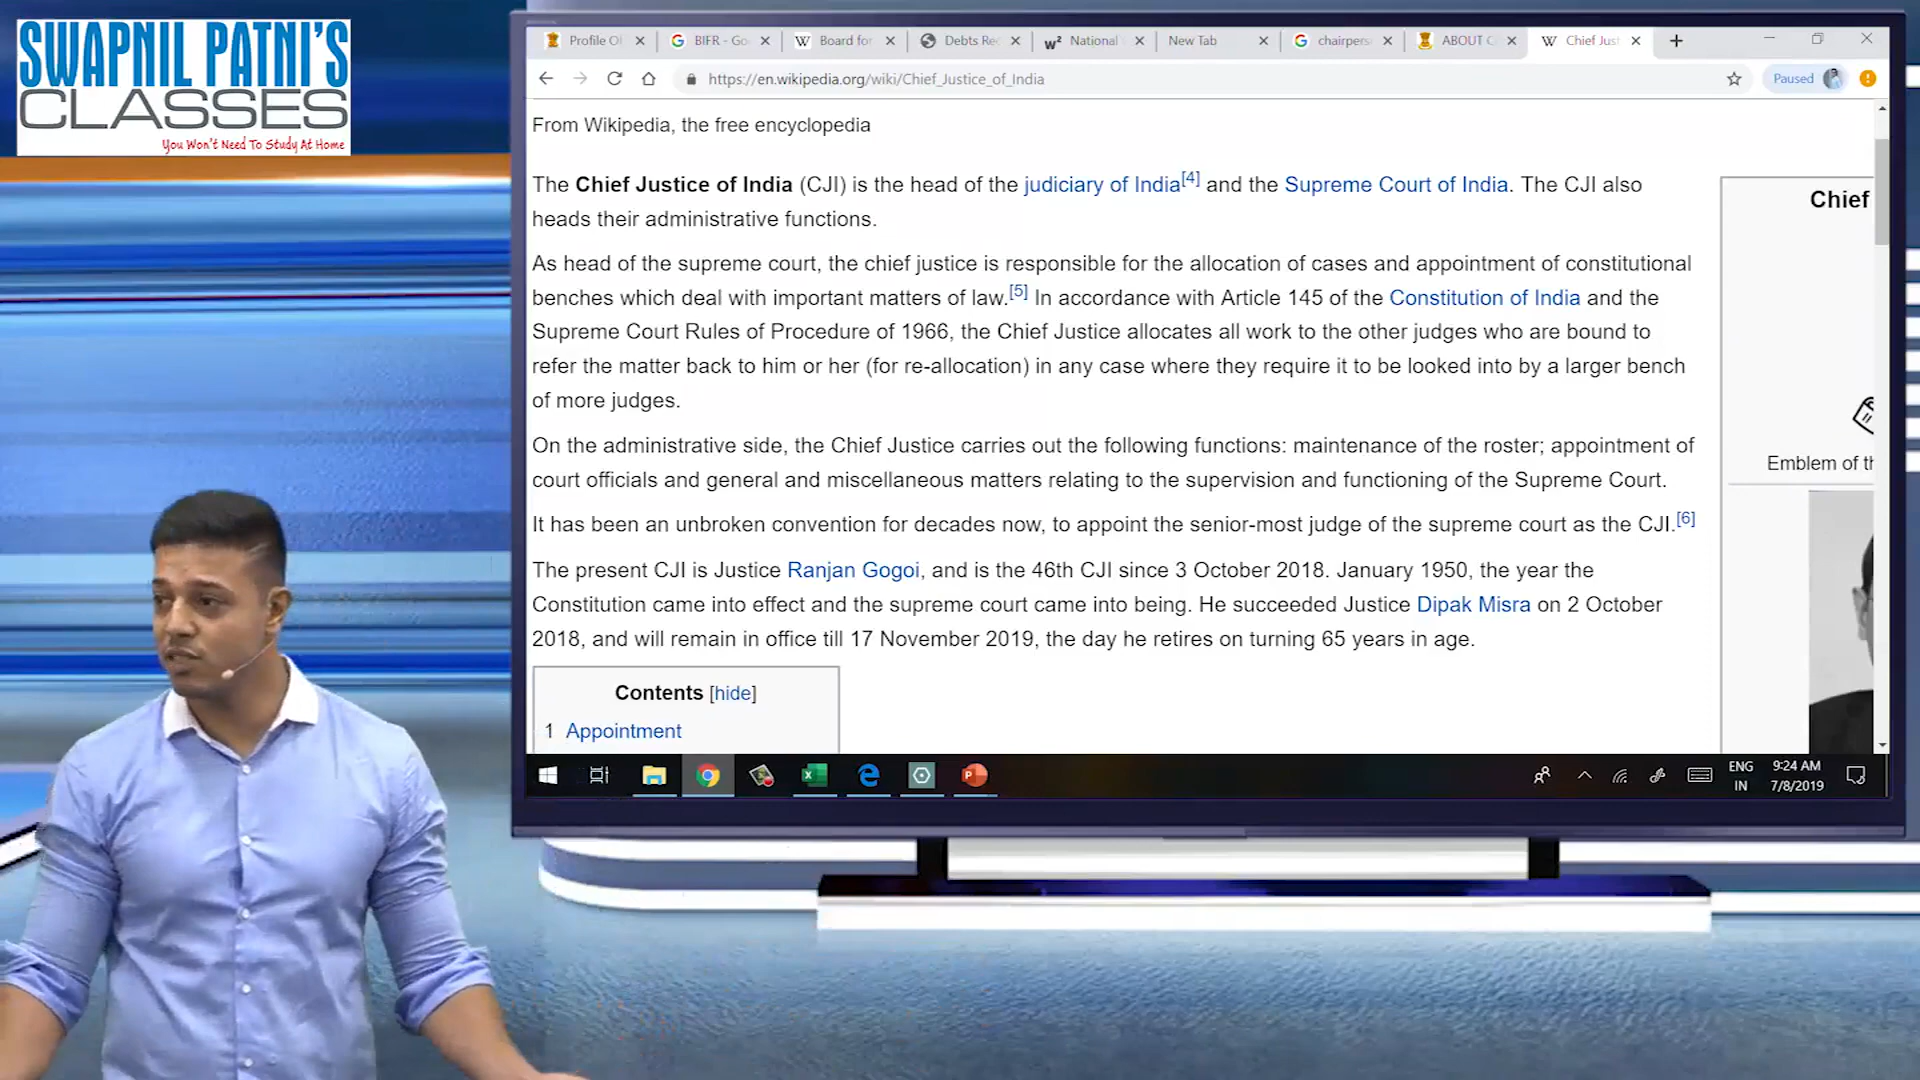 SWAPNIL PATNI'S
CLASSES
You Won't Need To Study At Home
Profile Of
BIFR - Go
Board for
Debts Rec
National
New Tab
chairpers
ABOUT C
Chief Just
https://en.wikipedia.org/wiki/Chief_Justice_of_India
Paused
From Wikipedia, the free encyclopedia
The Chief Justice of India (CJI) is the head of the judiciary of India[4] and the Supreme Court of India. The CJI also
heads their administrative functions.
As head of the supreme court, the chief justice is responsible for the allocation of cases and appointment of constitutional
benches which deal with important matters of law.[5] In accordance with Article 145 of the Constitution of India and the
Supreme Court Rules of Procedure of 1966, the Chief Justice allocates all work to the other judges who are bound to
refer the matter back to him or her (for re-allocation) in any case where they require it to be looked into by a larger bench
of more judges.
On the administrative side, the Chief Justice carries out the following functions: maintenance of the roster; appointment of
court officials and general and miscellaneous matters relating to the supervision and functioning of the Supreme Court.
It has been an unbroken convention for decades now, to appoint the senior-most judge of the supreme court as the CJI.[6]
The present CJI is Justice Ranjan Gogoi, and is the 46th CJI since 3 October 2018. January 1950, the year the
Constitution came into effect and the supreme court came into being. He succeeded Justice Dipak Misra on 2 October
2018, and will remain in office till 17 November 2019, the day he retires on turning 65 years in age.
Contents [hide]
1 Appointment
Chief
Emblem of th
ENG
IN
9:24 AM
7/8/2019